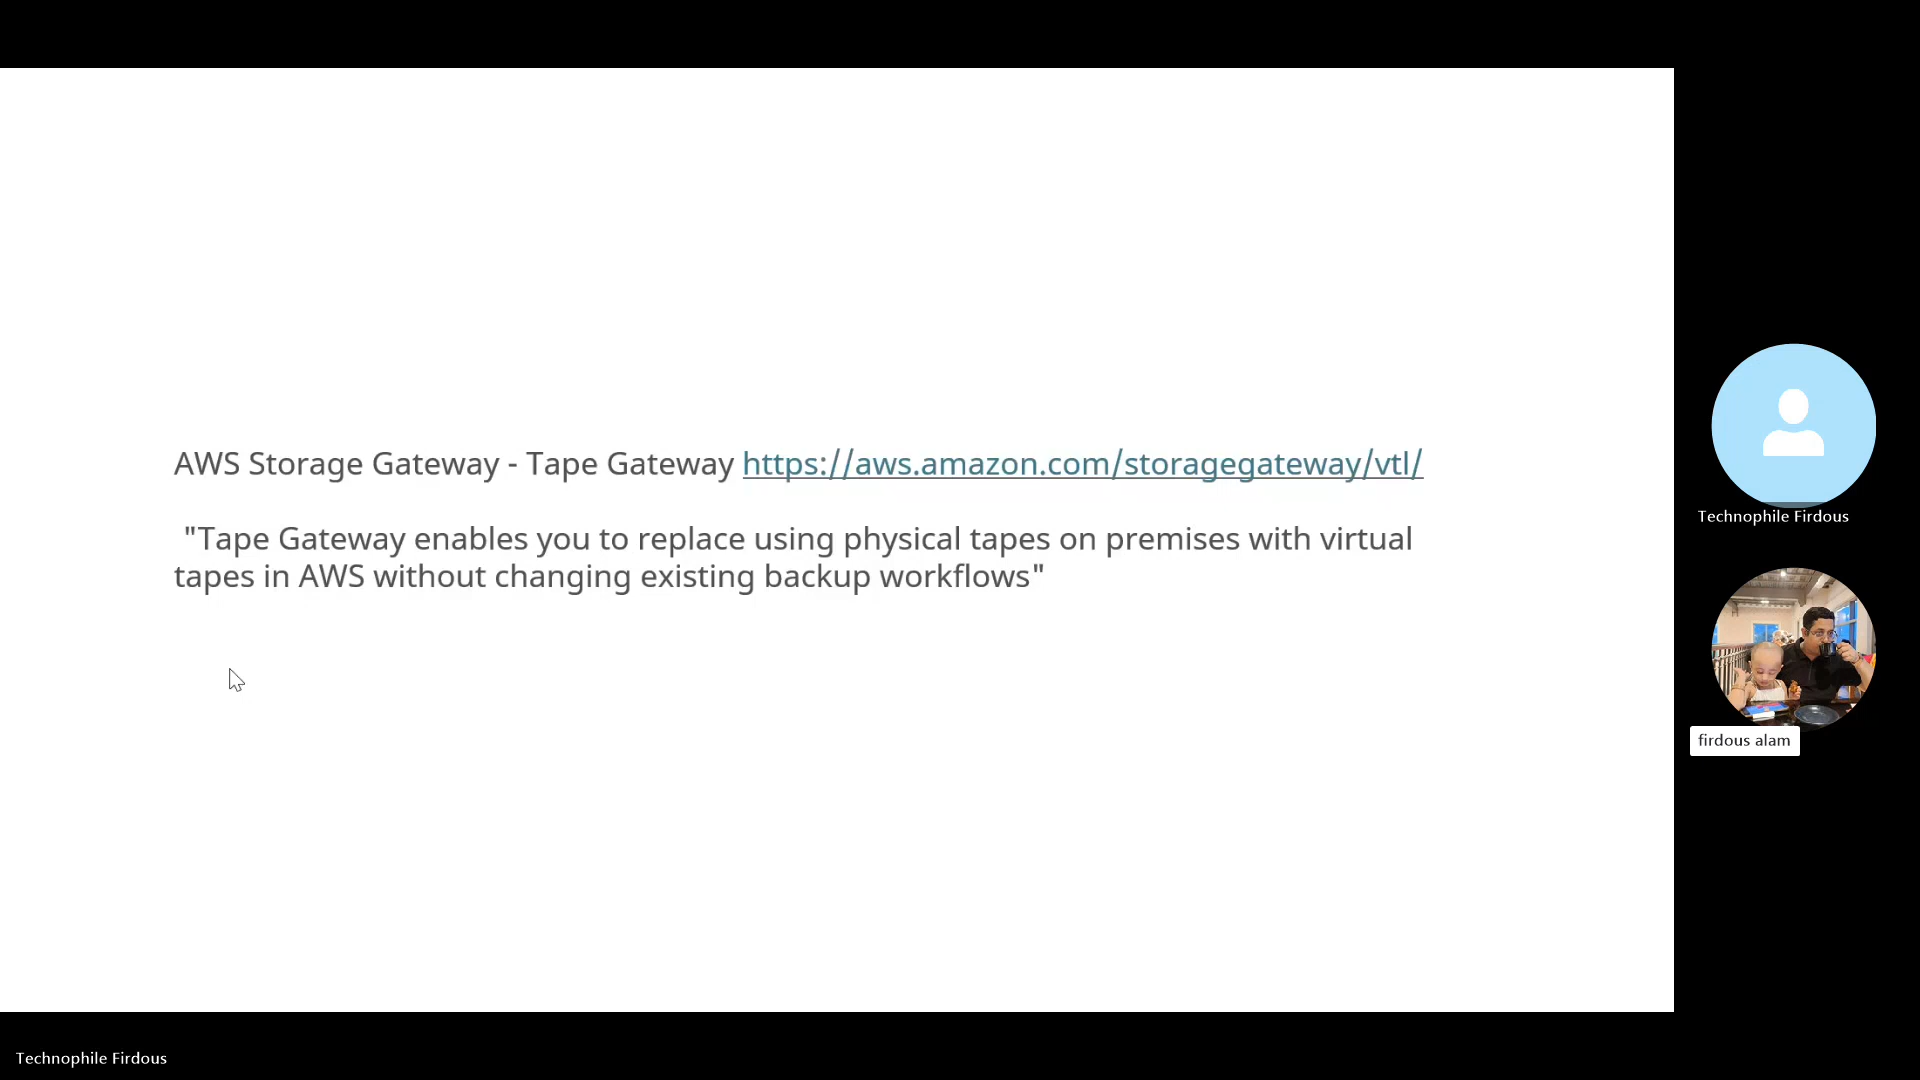 AWS Storage Gateway - Tape Gateway https://aws.amazon.com/storagegateway/vtl/
"Tape Gateway enables you to replace using physical tapes on premises with virtual
tapes in AWS without changing existing backup workflows"
Technophile Firdous
firdous alam
Technophile Firdous